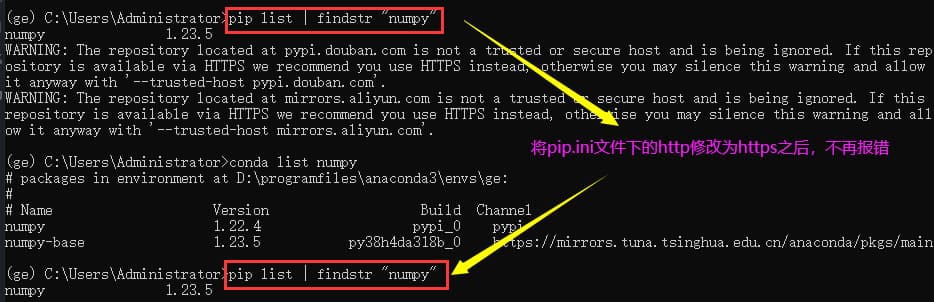 (ge) C:\Users\Administrator>pip list | findstr "numpy"
numpy 1.23.5
WARNING: The repository located at pypi.douban.com is not a trusted or secure host and is being ignored. If this rep
ository is available via HTTPS we recommend you use HTTPS instead, otherwise you may silence this warning and allow
it anyway with '--trusted-host pypi.douban.com'.
WARNING: The repository located at mirrors.aliyun.com is not a trusted or secure host and is being ignored. If this
repository is available via HTTPS we recommend you use HTTPS instead, otherwise you may silence this warning and all
ow it anyway with '--trusted-host mirrors.aliyun.com'.
将pip.ini文件下的http修改为https之后，不再报错
(ge) C:\Users\Administrator>conda list numpy
# packages in environment at D:\programfiles\anaconda3\envs\ge:
#
# Name Version Build Channel
numpy 1.22.4 pypi_0 pypi
numpy-base 1.23.5 py38h4da318b_0 https://mirrors.tuna.tsinghua.edu.cn/anaconda/pkgs/main
(ge) C:\Users\Administrator>pip list | findstr "numpy"
numpy 1.23.5